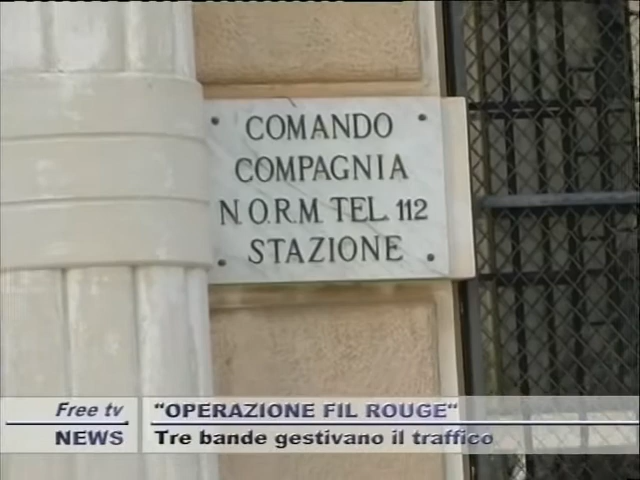 COMANDO
COMPAGNIA
N.O.R.M. TEL. 112
STAZIONE
Free tv
NEWS
"OPERAZIONE FIL ROUGE"
Tre bande gestivano il traffico